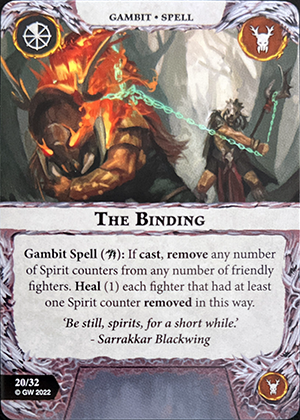 GAMBIT • SPELL
THE BINDING
Gambit Spell (): If cast, remove any number
of Spirit counters from any number of friendly
fighters. Heal (1) each fighter that had at least
one Spirit counter removed in this way.
'Be still, spirits, for a short while.'
- Sarrakkar Blackwing
20/32
© GW 2022